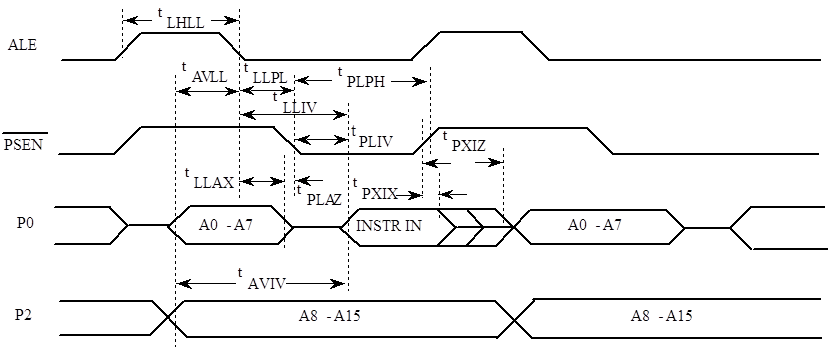 t LHLL
ALE
t AVLL
t LLPL
t PLPH
t LLIV
PSEN
t PLIV
t PXIZ
t LLAX
t PLAZ
t PXIX
P0
A0 - A7
INSTR IN
A0 - A7
t AVIV
P2
A8 - A15
A8 - A15